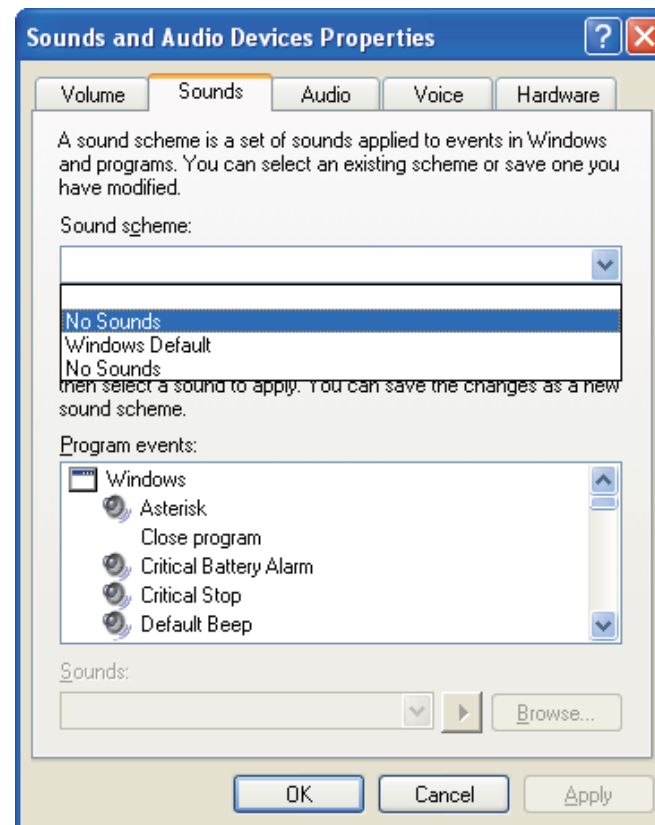 Sounds and Audio Devices Properties
Volume Sounds Audio Voice Hardware
A sound scheme is a set of sounds applied to events in Windows
and programs. You can select an existing scheme or save one you
have modified.
Sound scheme:
No Sounds
Windows Default
No Sounds
then select a sound to apply. You can save the changes as a new
sound scheme.
Program events:
Windows
Asterisk
Close program
Critical Battery Alarm
Critical Stop
Default Beep
Sounds:
Browse...
OK Cancel Apply